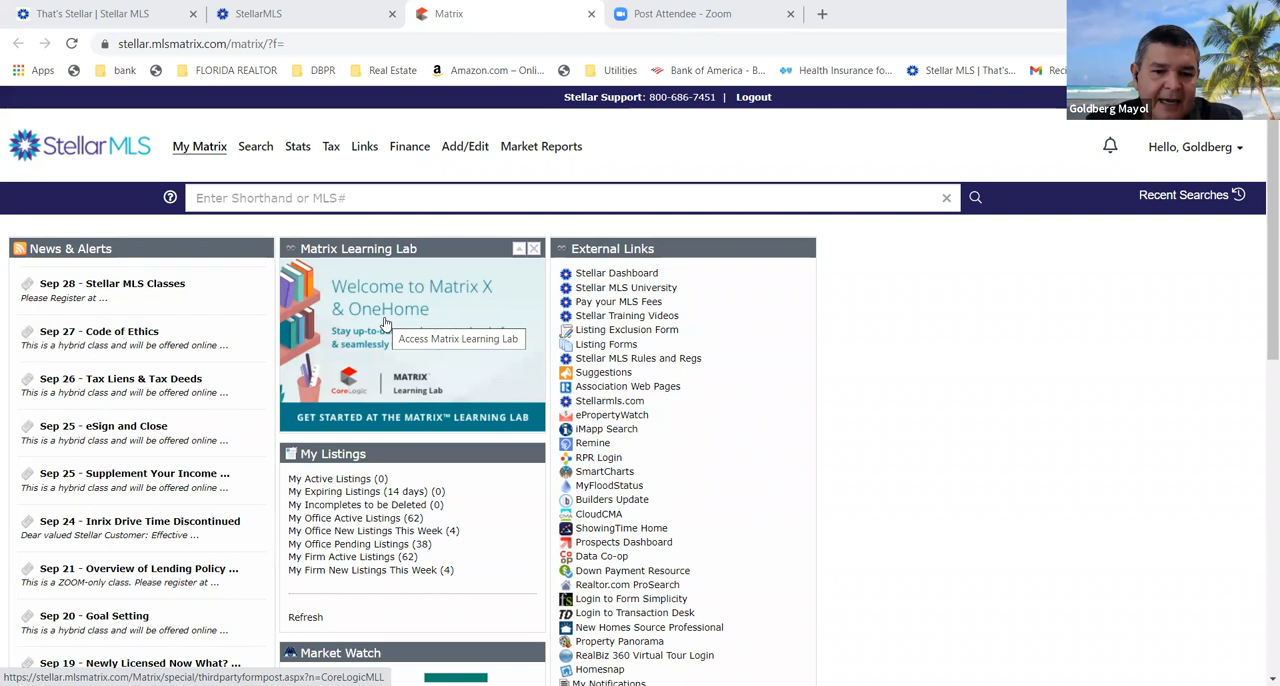 That's Stellar | Stellar MLS
StellarMLS
Matrix
Post Attendee - Zoom
stellar.mlsmatrix.com/matrix/?f=
Apps
bank
FLORIDA REALTOR
DBPR
Real Estate
Amazon.com – Onli...
Utilities
Bank of America - B...
Health Insurance fo...
Stellar MLS | That's...
Reci
Goldberg Mayol
Stellar Support: 800-686-7451 | Logout
StellarMLS
My Matrix
Search
Stats
Tax
Links
Finance
Add/Edit
Market Reports
Hello, Goldberg
Enter Shorthand or MLS#
Recent Searches
News & Alerts
Sep 28 - Stellar MLS Classes
Please Register at ...
Sep 27 - Code of Ethics
This is a hybrid class and will be offered online ...
Sep 26 - Tax Liens & Tax Deeds
This is a hybrid class and will be offered online ...
Sep 25 - eSign and Close
This is a hybrid class and will be offered online ...
Sep 25 - Supplement Your Income ...
This is a hybrid class and will be offered online ...
Sep 24 - Inrix Drive Time Discontinued
Dear valued Stellar Customer: Effective ...
Sep 21 - Overview of Lending Policy ...
This is a ZOOM-only class. Please register at ...
Sep 20 - Goal Setting
This is a hybrid class and will be offered online ...
Sep 19 - Newly Licensed Now What? ...
Matrix Learning Lab
Welcome to Matrix X
& OneHome
Stay up-to-
& seamlessly
Access Matrix Learning Lab
CoreLogic
MATRIX
Learning Lab
GET STARTED AT THE MATRIX™ LEARNING LAB
My Listings
My Active Listings (0)
My Expiring Listings (14 days) (0)
My Incompletes to be Deleted (0)
My Office Active Listings (62)
My Office New Listings This Week (4)
My Office Pending Listings (38)
My Firm Active Listings (62)
My Firm New Listings This Week (4)
Refresh
Market Watch
External Links
Stellar Dashboard
Stellar MLS University
Pay your MLS Fees
Stellar Training Videos
Listing Exclusion Form
Listing Forms
Stellar MLS Rules and Regs
Suggestions
Association Web Pages
Stellarmls.com
ePropertyWatch
iMapp Search
Remine
RPR Login
SmartCharts
MyFloodStatus
Builders Update
CloudCMA
ShowingTime Home
Prospects Dashboard
Data Co-op
Down Payment Resource
Realtor.com ProSearch
Login to Form Simplicity
Login to Transaction Desk
New Homes Source Professional
Property Panorama
RealBiz 360 Virtual Tour Login
Homesnap
My Notifications
https://stellar.mlsmatrix.com/Matrix/special/thirdpartyformpost.aspx?n=CoreLogicMLL